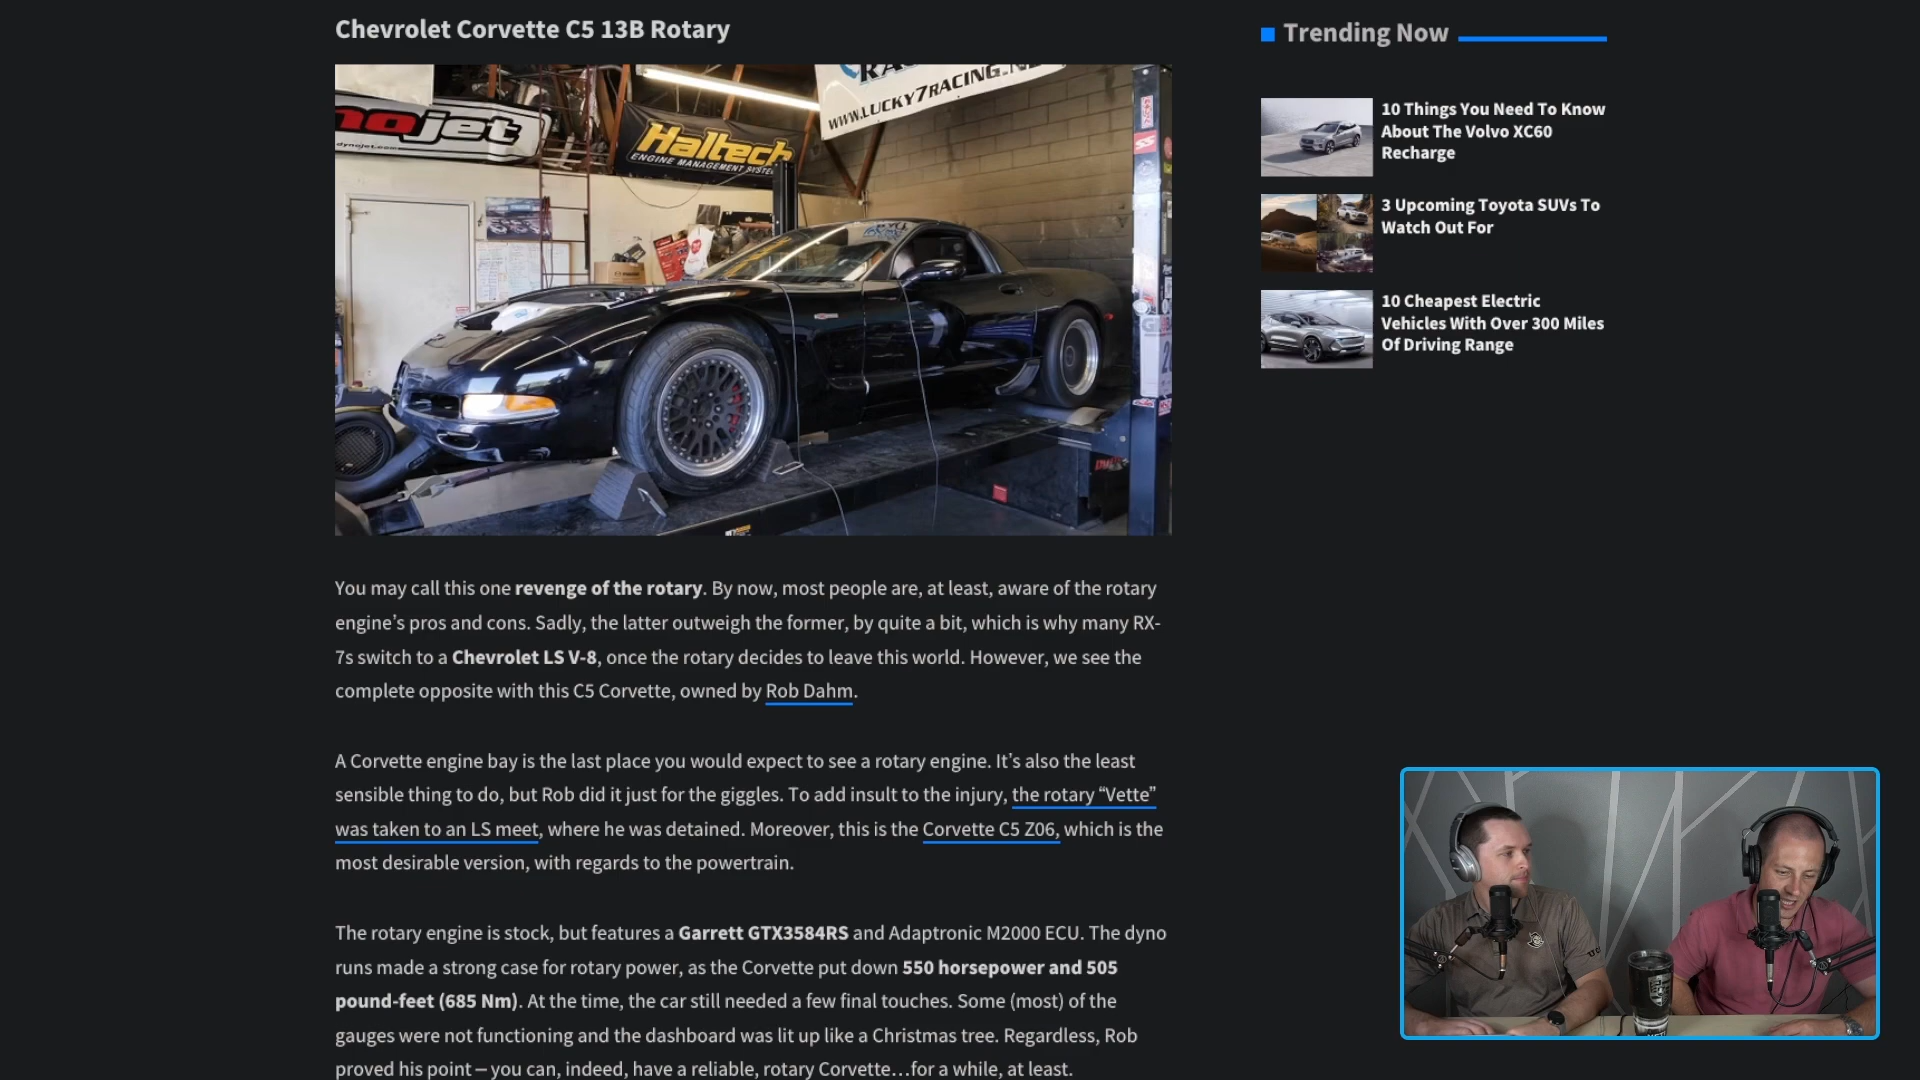 Chevrolet Corvette C5 13B Rotary
Trending Now
RA
WWW.LUCKY7RACING.N
nojet
dynojet.com
Haltech
ENGINE MANAGEMENT SYSTEMS
SS
10 Things You Need To Know
About The Volvo XC60
Recharge
3 Upcoming Toyota SUVs To
Watch Out For
10 Cheapest Electric
Vehicles With Over 300 Miles
Of Driving Range
You may call this one revenge of the rotary. By now, most people are, at least, aware of the rotary
engine’s pros and cons. Sadly, the latter outweigh the former, by quite a bit, which is why many RX-
7s switch to a Chevrolet LS V-8, once the rotary decides to leave this world. However, we see the
complete opposite with this C5 Corvette, owned by Rob Dahm.
A Corvette engine bay is the last place you would expect to see a rotary engine. It’s also the least
sensible thing to do, but Rob did it just for the giggles. To add insult to the injury, the rotary “Vette”
was taken to an LS meet, where he was detained. Moreover, this is the Corvette C5 Z06, which is the
most desirable version, with regards to the powertrain.
The rotary engine is stock, but features a Garrett GTX3584RS and Adaptronic M2000 ECU. The dyno
runs made a strong case for rotary power, as the Corvette put down 550 horsepower and 505
pound-feet (685 Nm). At the time, the car still needed a few final touches. Some (most) of the
gauges were not functioning and the dashboard was lit up like a Christmas tree. Regardless, Rob
proved his point – you can, indeed, have a reliable, rotary Corvette…for a while, at least.